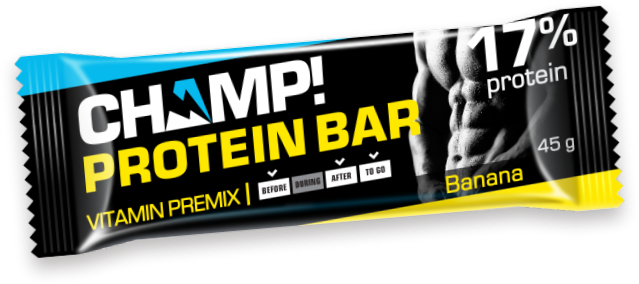 CHAMP!
PROTEIN BAR
VITAMIN PREMIX |
BEFORE
DURING
AFTER
TO GO
17%
protein
45 g
Banana